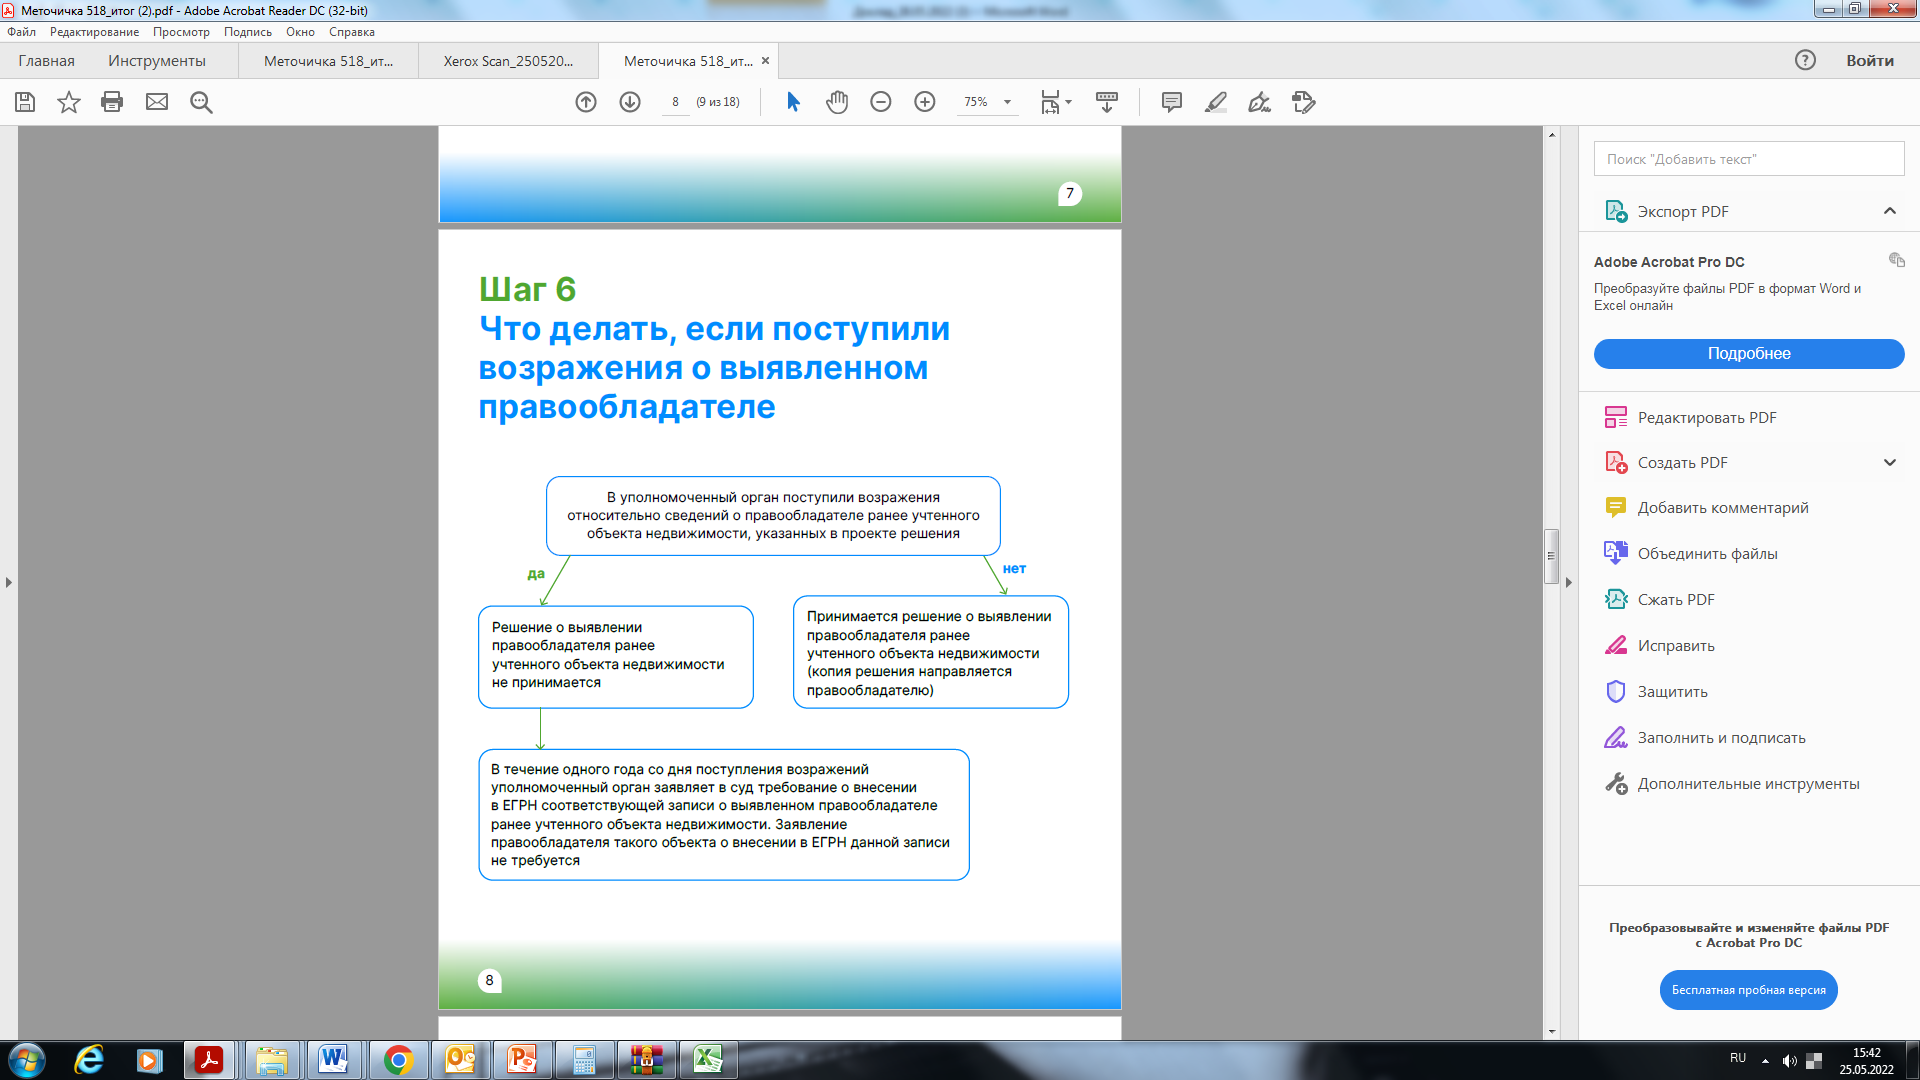 Меточичка 518_итог (2).pdf - Adobe Acrobat Reader DC (32-bit)
Файл Редактирование Просмотр Подпись Окно Справка
Главная Инструменты Меточичка 518_ит... Xerox Scan_250520... Меточичка 518_ит... Войти
8 (9 из 18) 75%
7
Шаг 6
Что делать, если поступили
возражения о выявленном
правообладателе
В уполномоченный орган поступили возражения
относительно сведений о правообладателе ранее учтенного
объекта недвижимости, указанных в проекте решения
да
нет
Решение о выявлении
правообладателя ранее
учтенного объекта недвижимости
не принимается
Принимается решение о выявлении
правообладателя ранее
учтенного объекта недвижимости
(копия решения направляется
правообладателю)
В течение одного года со дня поступления возражений
уполномоченный орган заявляет в суд требование о внесении
в ЕГРН соответствующей записи о выявленном правообладателе
ранее учтенного объекта недвижимости. Заявление
правообладателя такого объекта о внесении в ЕГРН данной записи
не требуется
8
Поиск "Добавить текст"
Экспорт PDF
Adobe Acrobat Pro DC
Преобразуйте файлы PDF в формат Word и
Excel онлайн
Подробнее
Редактировать PDF
Создать PDF
Добавить комментарий
Объединить файлы
Сжать PDF
Исправить
Защитить
Заполнить и подписать
Дополнительные инструменты
Преобразовывайте и изменяйте файлы PDF
с Acrobat Pro DC
Бесплатная пробная версия
RU
15:42
25.05.2022